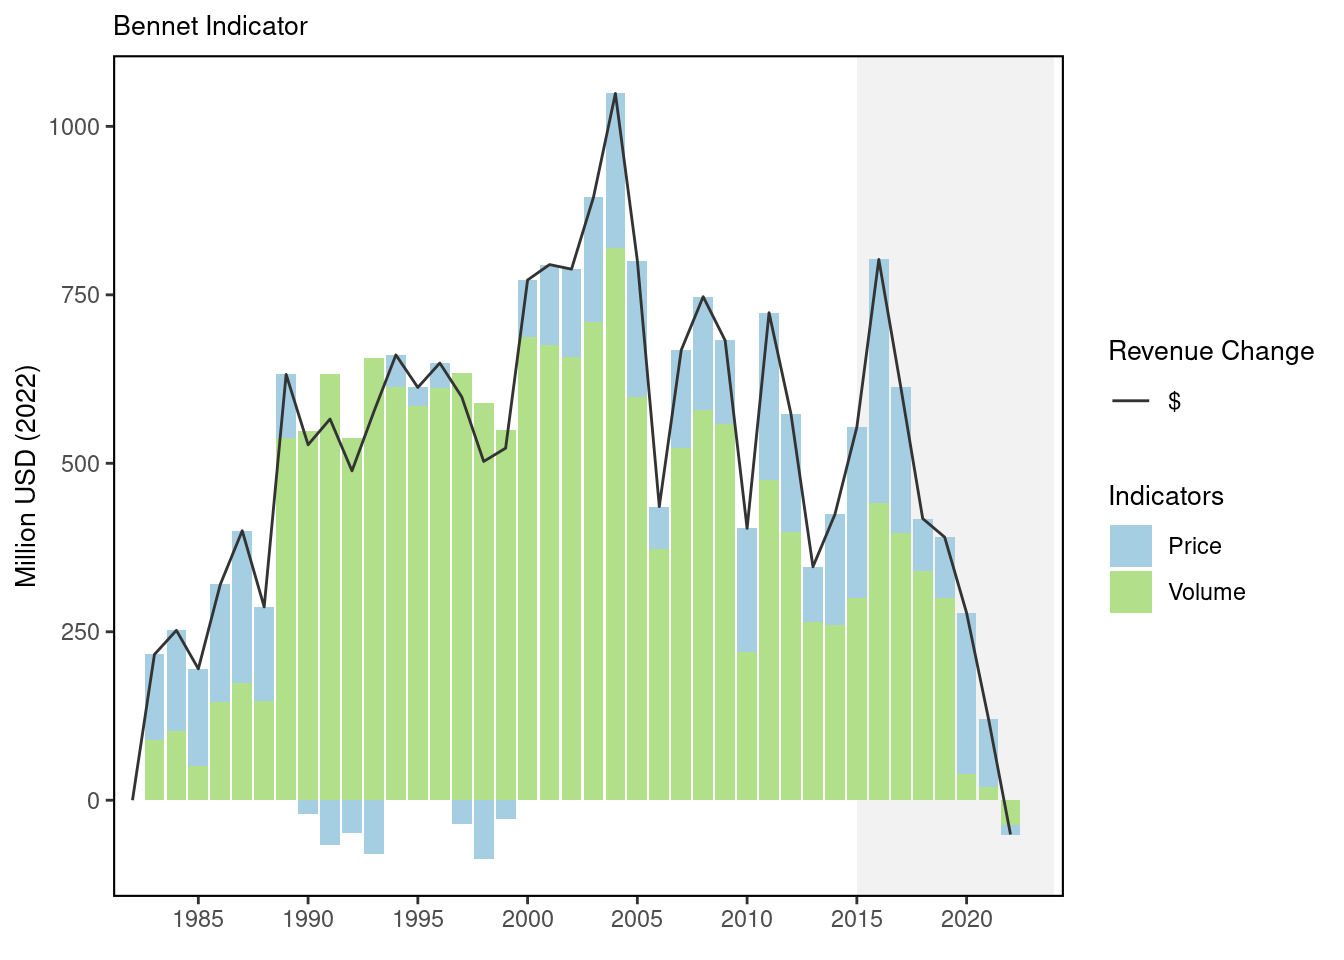 Bennet Indicator
Million USD (2022)
1000
750
500
250
0
1985 1990 1995 2000 2005 2010 2015 2020
Revenue Change
$
Indicators
Price
Volume